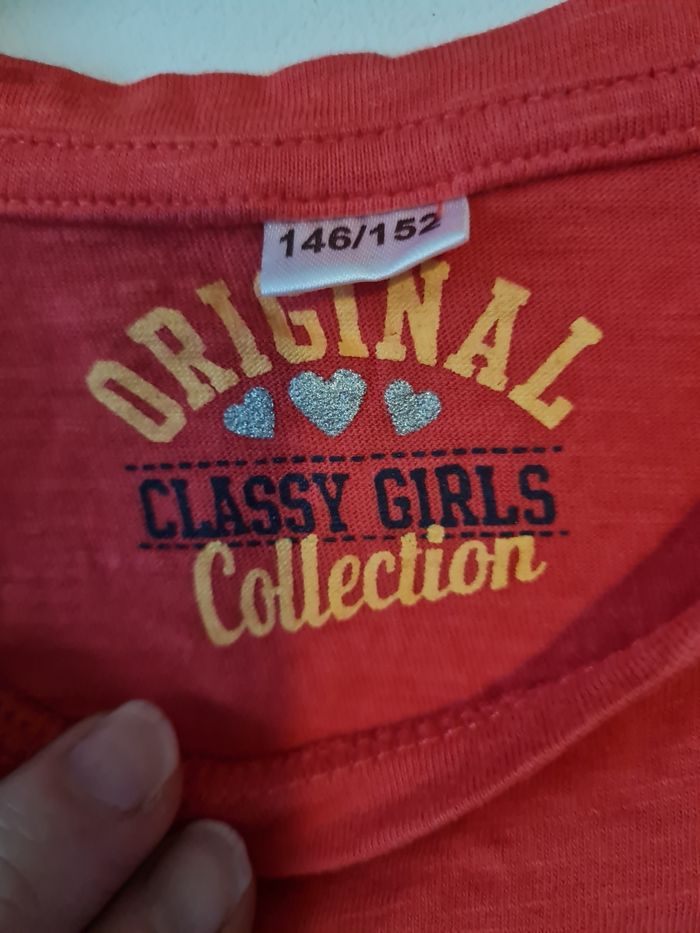 146/152
ORIGINAL
CLASSY GIRLS
Collection